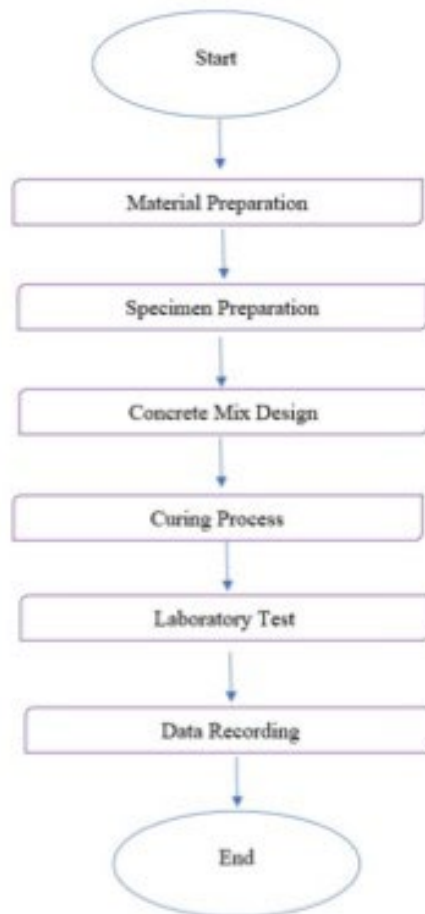 Start
Material Preparation
Specimen Preparation
Concrete Mix Design
Curing Process
Laboratory Test
Data Recording
End